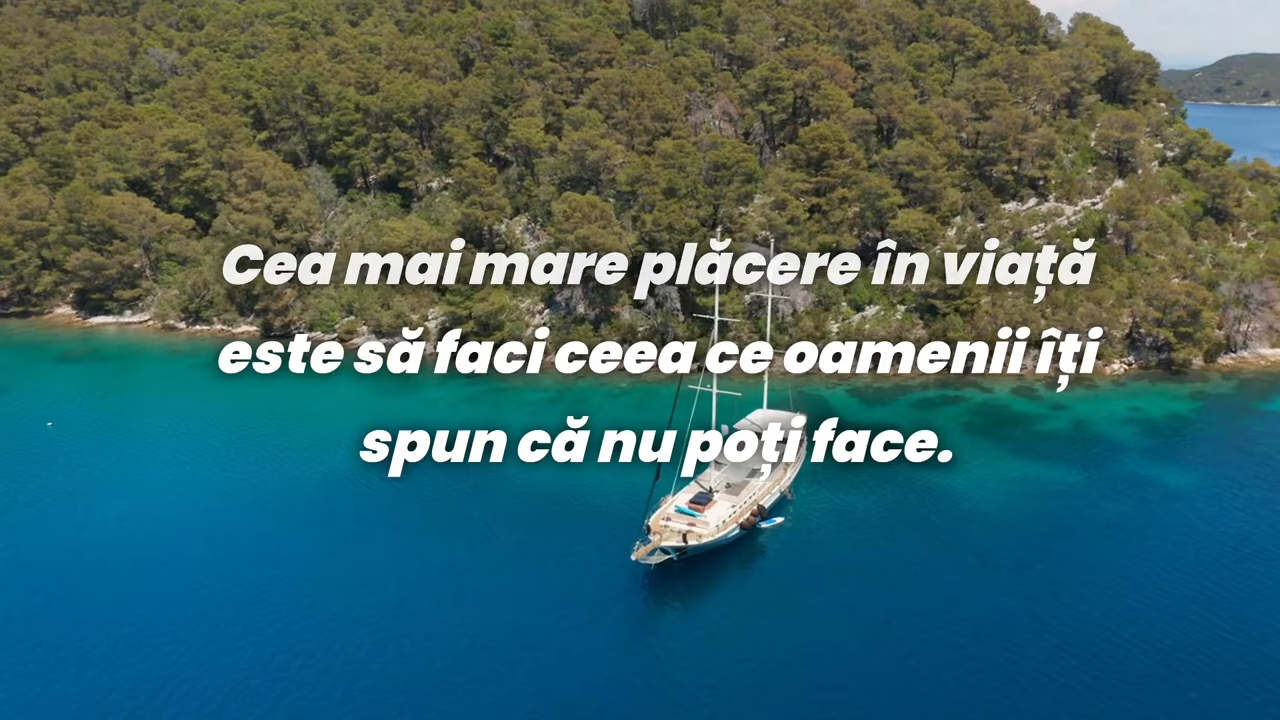 Cea mai mare plăcere în viață
este să faci ceea ce oamenii îți
spun că nu poți face.